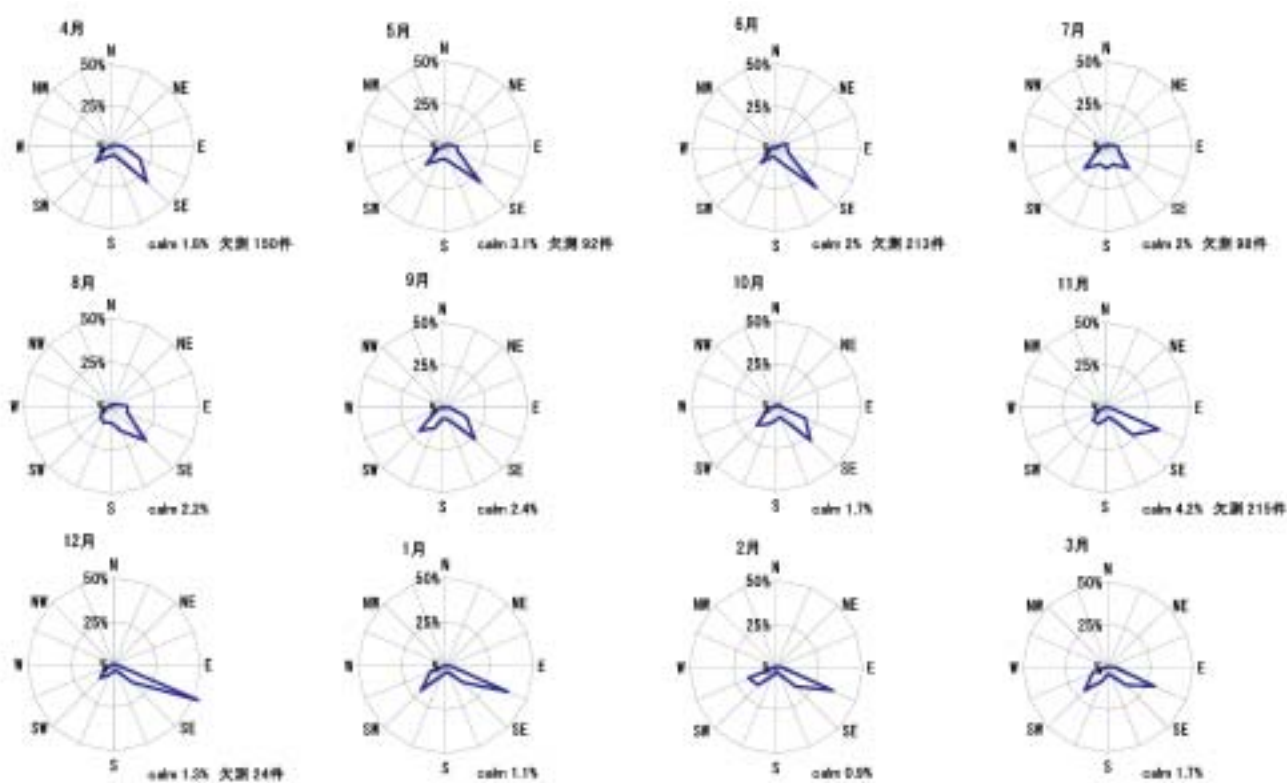 4月
N
50%
NW NE
25%
W E
SW SE
S
calm 1.8% 欠測 150件
5月
N
50%
NW NE
25%
W E
SW SE
S
calm 3.1% 欠測 92件
6月
N
50%
NW NE
25%
W E
SW SE
S
calm 2% 欠測 213件
7月
N
50%
NW NE
25%
W E
SW SE
S
calm 2% 欠測 98件
8月
N
50%
NW NE
25%
W E
SW SE
S
calm 2.2%
9月
N
50%
NW NE
25%
W E
SW SE
S
calm 2.4%
10月
N
50%
NW NE
25%
W E
SW SE
S
calm 1.7%
11月
N
50%
NW NE
25%
W E
SW SE
S
calm 4.2% 欠測 215件
12月
N
50%
NW NE
25%
W E
SW SE
S
calm 1.3% 欠測 24件
1月
N
50%
NW NE
25%
W E
SW SE
S
calm 1.1%
2月
N
50%
NW NE
25%
W E
SW SE
S
calm 0.9%
3月
N
50%
NW NE
25%
W E
SW SE
S
calm 1.7%